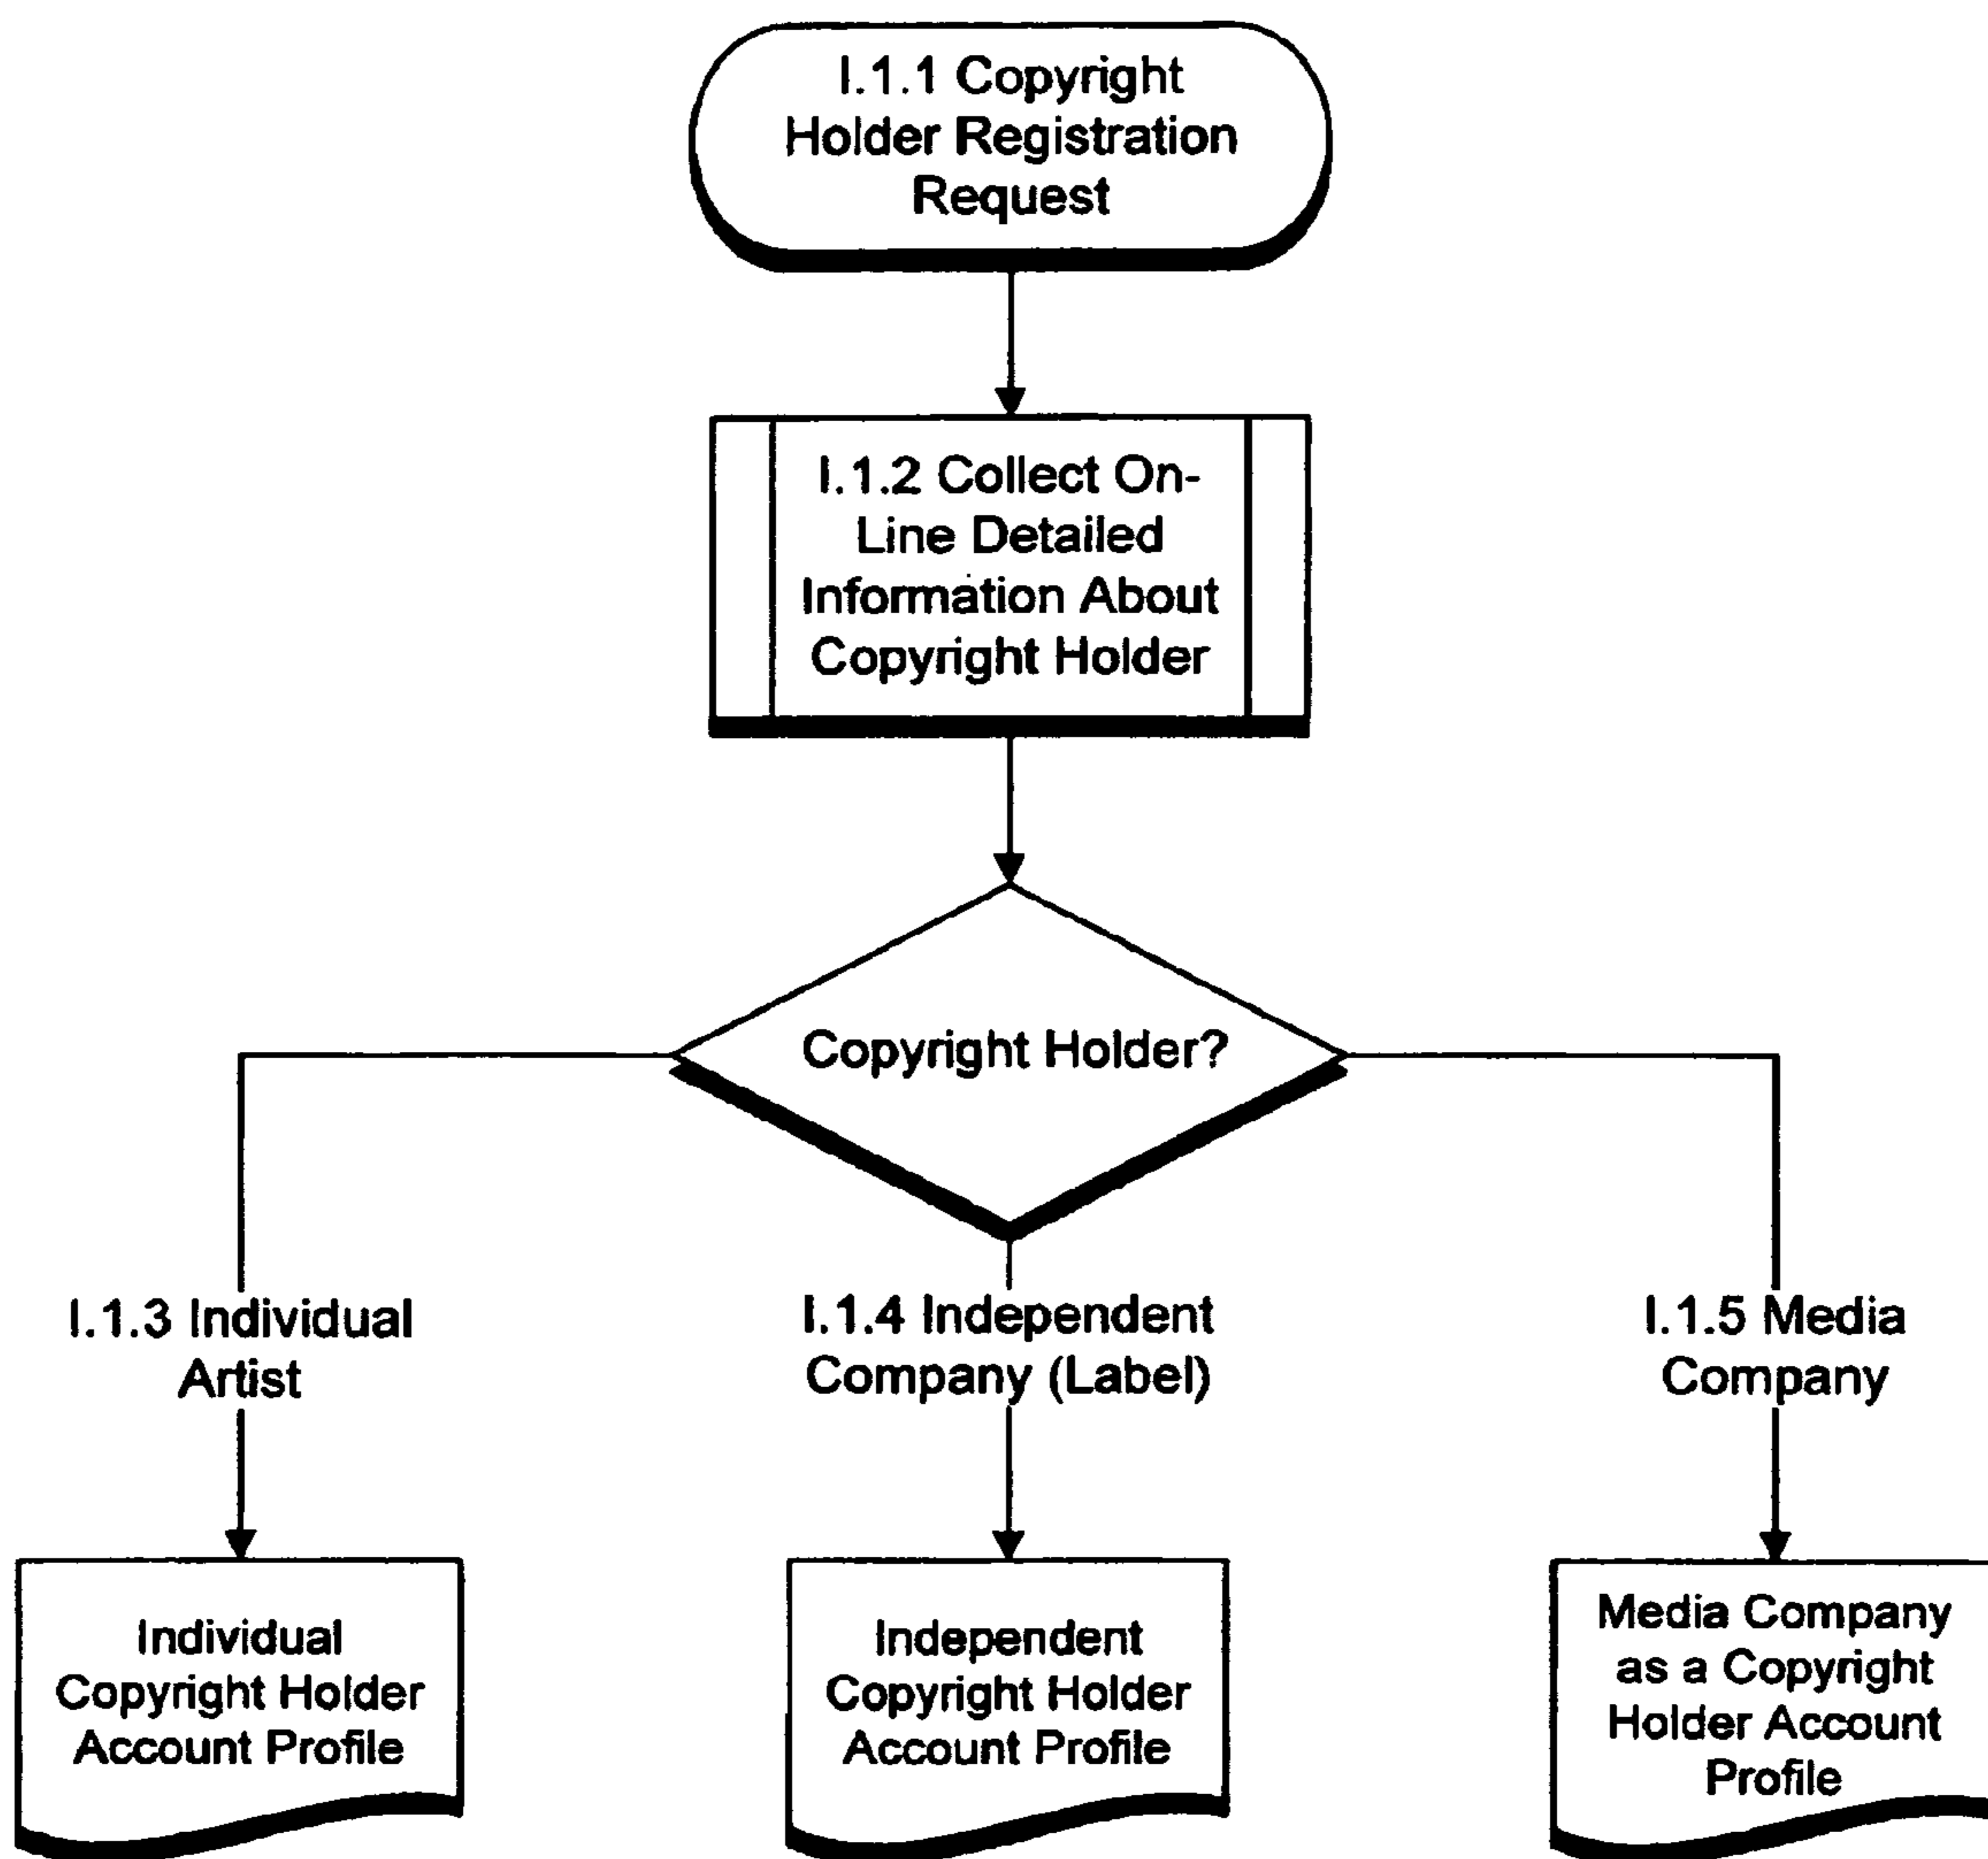 I.1.1 Copyright
Holder Registration
Request
I.1.2 Collect On-
Line Detailed
Information About
Copyright Holder
Copyright Holder?
I.1.3 Individual
Artist
I.1.4 Independent
Company (Label)
I.1.5 Media
Company
Individual
Copyright Holder
Account Profile
Independent
Copyright Holder
Account Profile
Media Company
as a Copyright
Holder Account
Profile